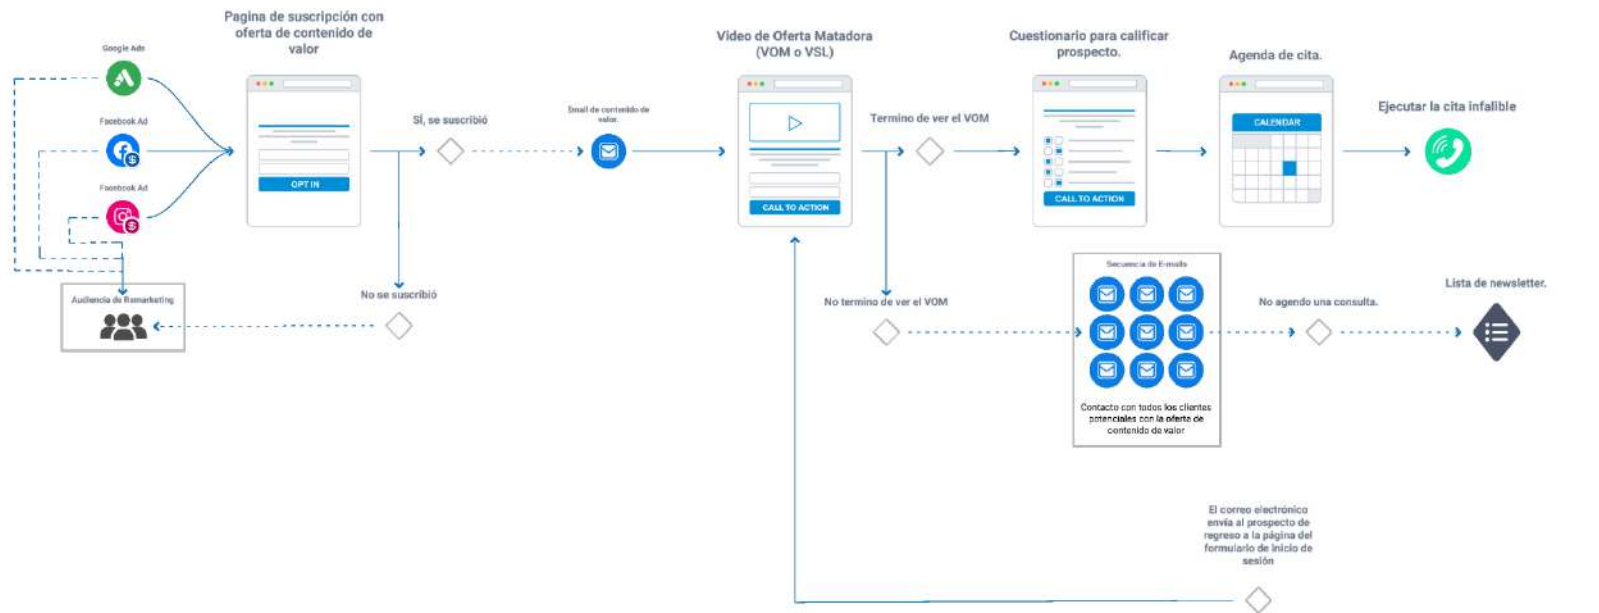 Pagina de suscripción con
oferta de contenido de
valor
Google Ads
Facebook Ad
Facebook Ad
OPT IN
Audiencia de Remarketing
SÍ, se suscribió
No se suscribió
Email de contenido de
valor.
Video de Oferta Matadora
(VOM o VSL)
CALL TO ACTION
Termino de ver el VOM
No termino de ver el VOM
Cuestionario para calificar
prospecto.
CALL TO ACTION
Agenda de cita.
CALENDAR
Ejecutar la cita infalible
Secuencia de E-mails
Contacto con todos los clientes
potenciales con la oferta de
contenido de valor
No agendo una consulta.
Lista de newsletter.
El correo electrónico
envía al prospecto de
regreso a la página del
formulario de inicio de
sesión